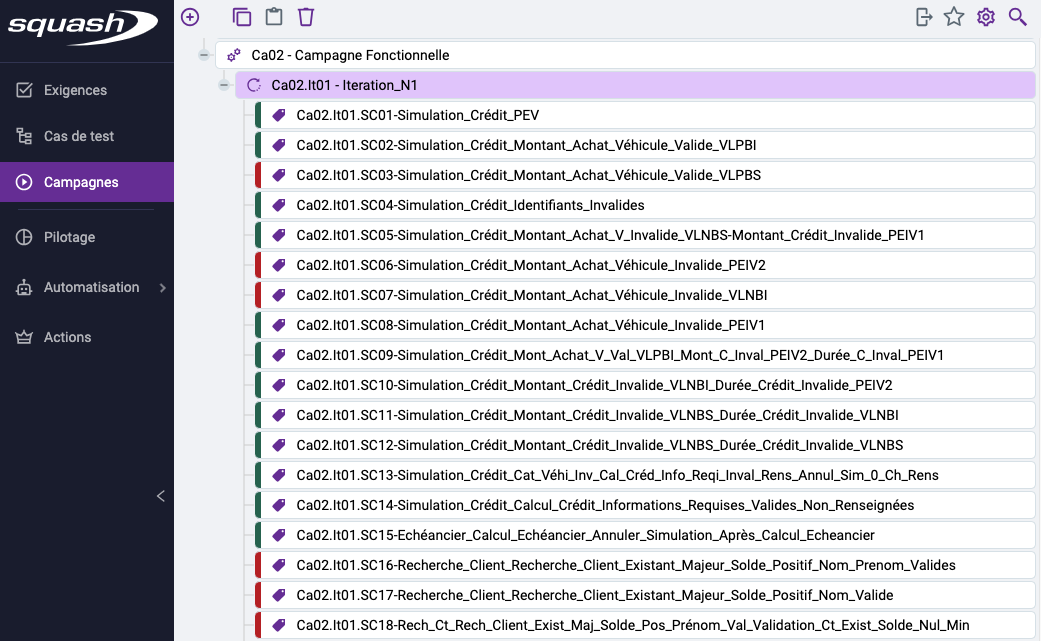 squash
Exigences
Cas de test
Campagnes
Pilotage
Automatisation
Actions
Ca02 - Campagne Fonctionnelle
Ca02.It01 - Iteration_N1
Ca02.It01.SC01-Simulation_Crédit_PEV
Ca02.It01.SC02-Simulation_Crédit_Montant_Achat_Véhicule_Valide_VLPBI
Ca02.It01.SC03-Simulation_Crédit_Montant_Achat_Véhicule_Valide_VLPBS
Ca02.It01.SC04-Simulation_Crédit_Identifiants_Invalides
Ca02.It01.SC05-Simulation_Crédit_Montant_Achat_V_Invalide_VLNBS-Montant_Crédit_Invalide_PEIV1
Ca02.It01.SC06-Simulation_Crédit_Montant_Achat_Véhicule_Invalide_PEIV2
Ca02.It01.SC07-Simulation_Crédit_Montant_Achat_Véhicule_Invalide_VLNBI
Ca02.It01.SC08-Simulation_Crédit_Montant_Achat_Véhicule_Invalide_PEIV1
Ca02.It01.SC09-Simulation_Crédit_Mont_Achat_V_Val_VLPBI_Mont_C_Inval_PEIV2_Durée_C_Inval_PEIV1
Ca02.It01.SC10-Simulation_Crédit_Montant_Crédit_Invalide_VLNBI_Durée_Crédit_Invalide_PEIV2
Ca02.It01.SC11-Simulation_Crédit_Montant_Crédit_Invalide_VLNBS_Durée_Crédit_Invalide_VLNBI
Ca02.It01.SC12-Simulation_Crédit_Montant_Crédit_Invalide_VLNBS_Durée_Crédit_Invalide_VLNBS
Ca02.It01.SC13-Simulation_Crédit_Cat_Véhi_Inv_Cal_Créd_Info_Reqi_Inval_Rens_Annul_Sim_0_Ch_Rens
Ca02.It01.SC14-Simulation_Crédit_Calcul_Crédit_Informations_Requises_Valides_Non_Renseignées
Ca02.It01.SC15-Echéancier_Calcul_Echéancier_Annuler_Simulation_Après_Calcul_Echeancier
Ca02.It01.SC16-Recherche_Client_Recherche_Client_Existant_Majeur_Solde_Positif_Nom_Prenom_Valides
Ca02.It01.SC17-Recherche_Client_Recherche_Client_Existant_Majeur_Solde_Positif_Nom_Valide
Ca02.It01.SC18-Rech_Ct_Rech_Client_Exist_Maj_Solde_Pos_Prénom_Val_Validation_Ct_Exist_Solde_Nul_Min